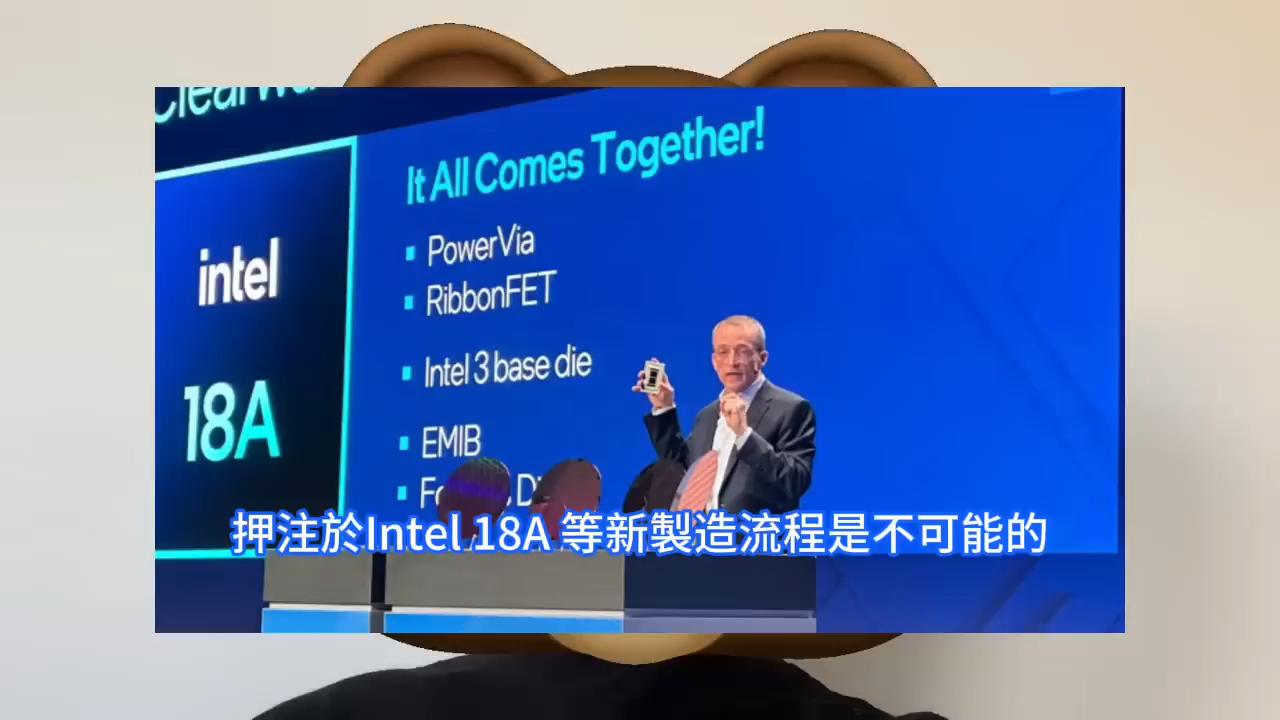 intel
18A
It All Comes Together!
PowerVia
RibbonFET
Intel 3 base die
EMIB
押注於Intel 18A 等新製造流程是不可能的